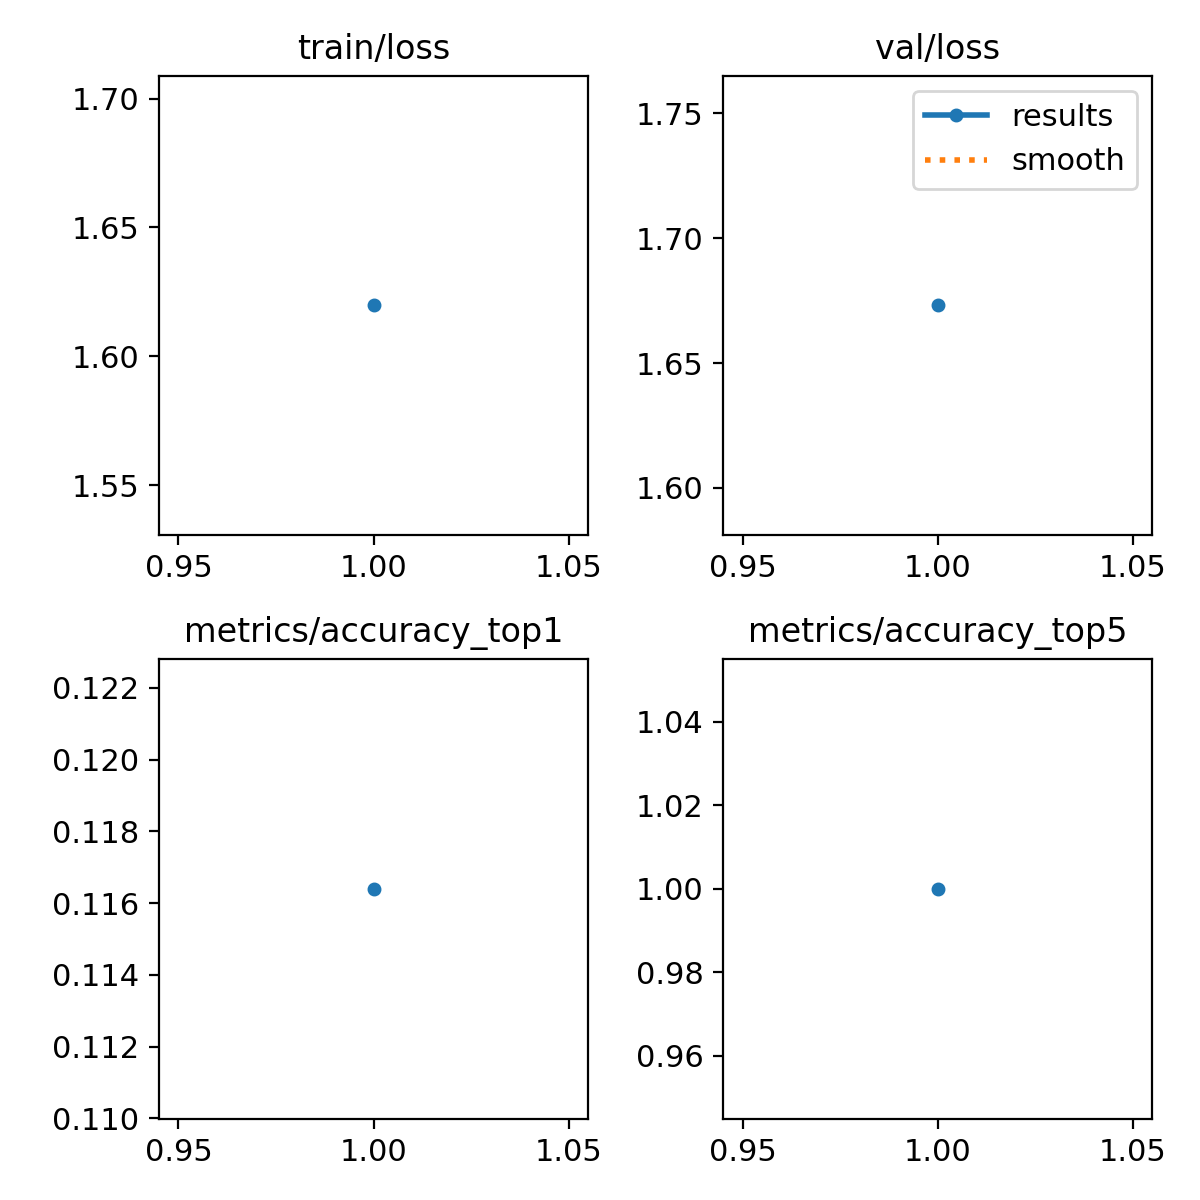 train/loss
1.70
1.65
1.60
1.55
0.95 1.00 1.05
val/loss
results
smooth
1.75
1.70
1.65
1.60
0.95 1.00 1.05
metrics/accuracy_top1
0.122
0.120
0.118
0.116
0.114
0.112
0.110
0.95 1.00 1.05
metrics/accuracy_top5
1.04
1.02
1.00
0.98
0.96
0.95 1.00 1.05